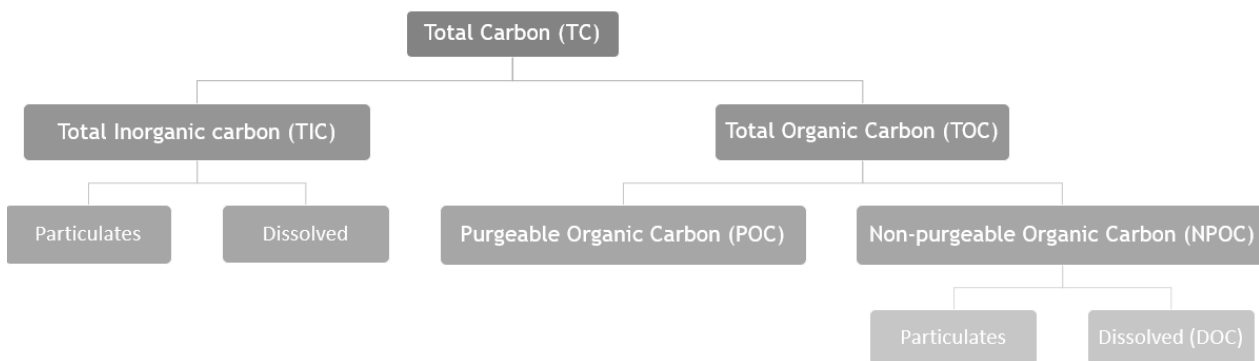 Total Carbon (TC)
Total Inorganic carbon (TIC)
Total Organic Carbon (TOC)
Particulates
Dissolved
Purgeable Organic Carbon (POC)
Non-purgeable Organic Carbon (NPOC)
Particulates
Dissolved (DOC)